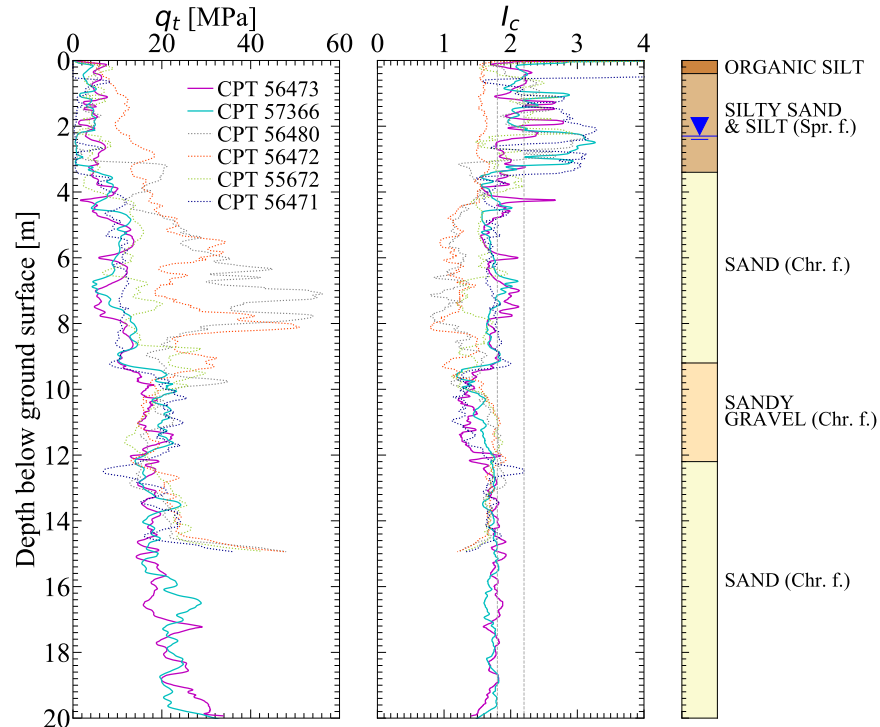 q_t [MPa]
0 20 40 60
I_c
0 1 2 3 4
0
2
4
6
8
10
12
14
16
18
20
Depth below ground surface [m]
CPT 56473
CPT 57366
CPT 56480
CPT 56472
CPT 55672
CPT 56471
ORGANIC SILT
SILTY SAND
& SILT (Spr. f.)
SAND (Chr. f.)
SANDY
GRAVEL (Chr. f.)
SAND (Chr. f.)